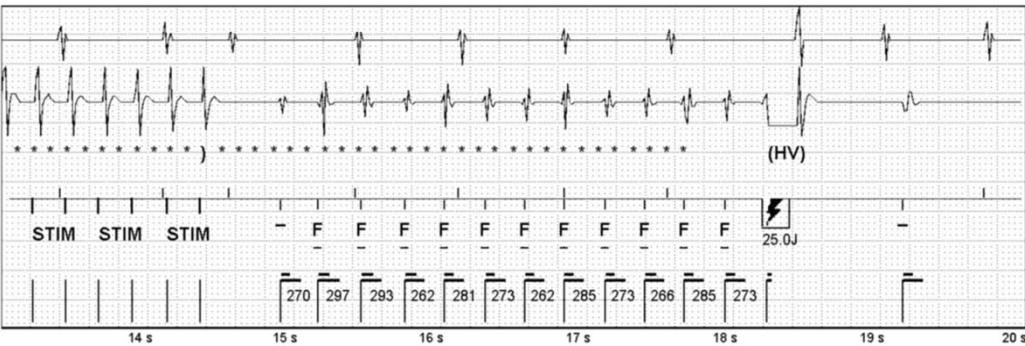 * * * * * * * * * * * ) * * * * * * * * * * * * * * * * * * * * * * * * * * * * * (HV)
STIM STIM STIM – F F F F F F F F F F F –
– – – – – – – – – – –
25.0J
270 297 293 262 281 273 262 285 273 266 285 273
14 s 15 s 16 s 17 s 18 s 19 s 20 s